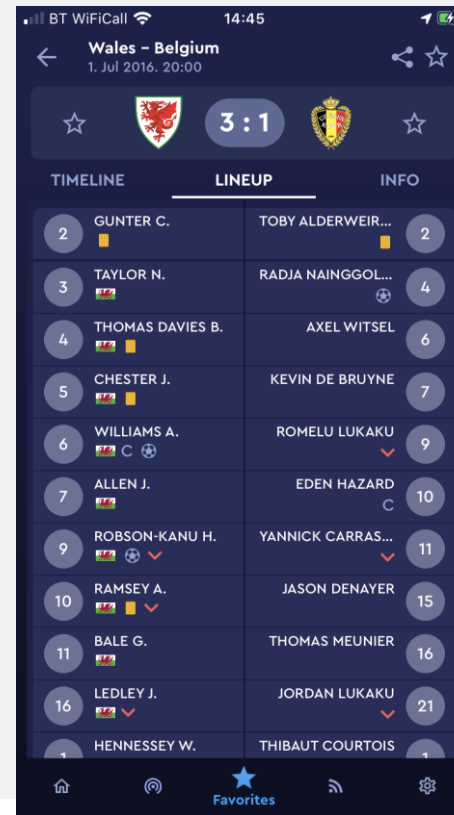 BT WiFiCall 14:45
Wales - Belgium
1. Jul 2016. 20:00
3 : 1
TIMELINE LINEUP INFO
2 GUNTER C. TOBY ALDERWEIR... 2
3 TAYLOR N. RADJA NAINGGOL... 4
4 THOMAS DAVIES B. AXEL WITSEL 6
5 CHESTER J. KEVIN DE BRUYNE 7
6 WILLIAMS A. C ROMELU LUKAKU 9
7 ALLEN J. EDEN HAZARD C 10
9 ROBSON-KANU H. YANNICK CARRAS... 11
10 RAMSEY A. JASON DENAYER 15
11 BALE G. THOMAS MEUNIER 16
16 LEDLEY J. JORDAN LUKAKU 21
1 HENNESSEY W. THIBAUT COURTOIS 1
Favorites